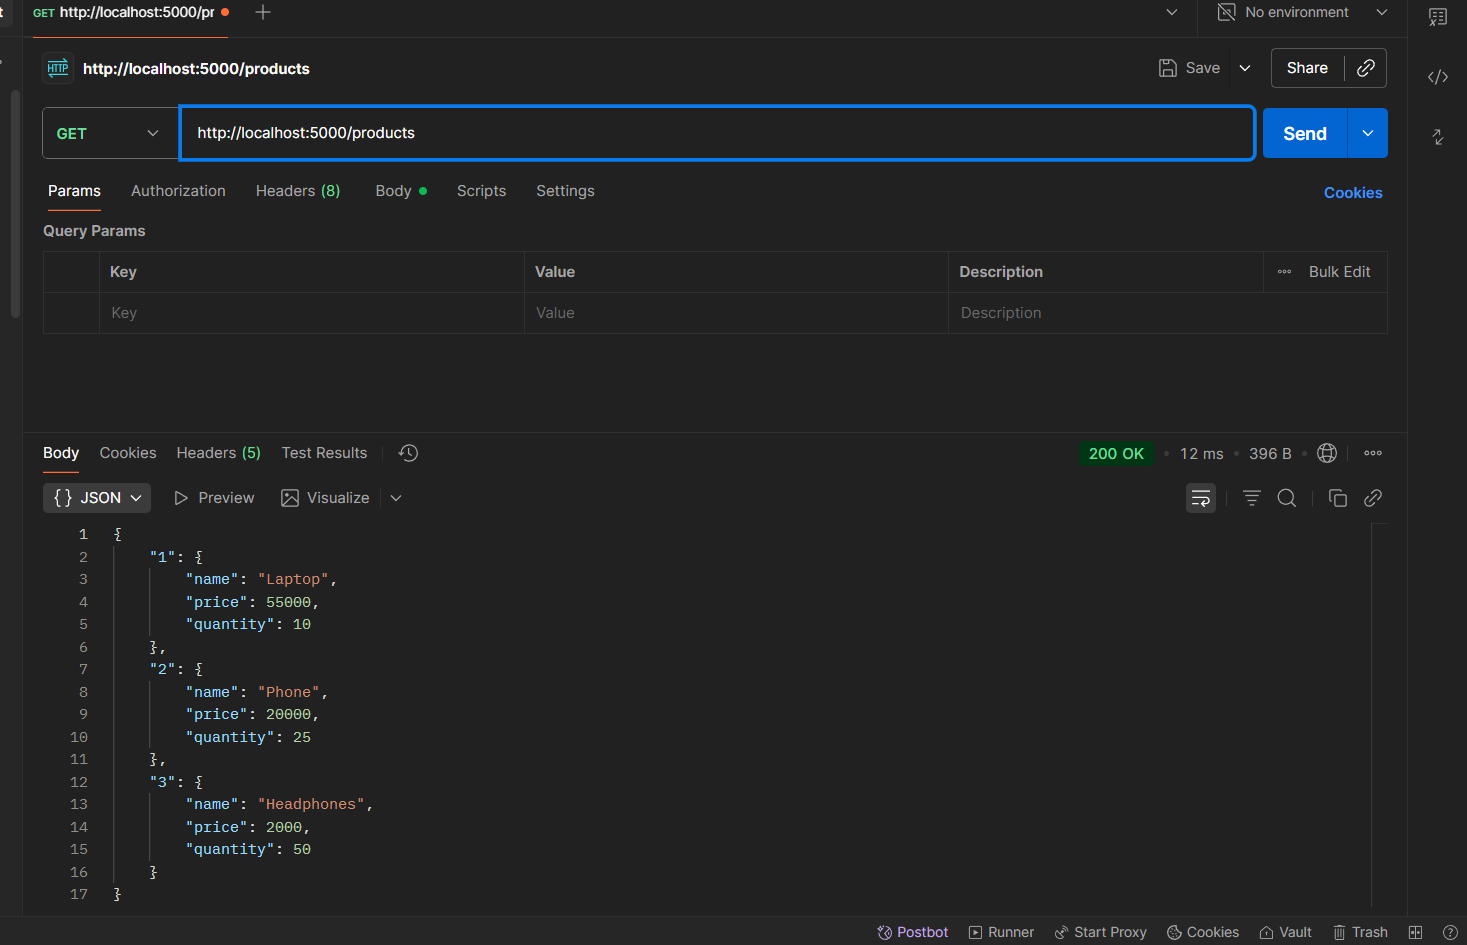 GET http://localhost:5000/pr
No environment
HTTP http://localhost:5000/products
Save
Share
GET
http://localhost:5000/products
Send
Params Authorization Headers (8) Body Scripts Settings
Cookies
Query Params
Key Value Description Bulk Edit
Key Value Description
Body Cookies Headers (5) Test Results
200 OK • 12 ms • 396 B
{} JSON Preview Visualize
1 {
2 "1": {
3 "name": "Laptop",
4 "price": 55000,
5 "quantity": 10
6 },
7 "2": {
8 "name": "Phone",
9 "price": 20000,
10 "quantity": 25
11 },
12 "3": {
13 "name": "Headphones",
14 "price": 2000,
15 "quantity": 50
16 }
17 }
Postbot Runner Start Proxy Cookies Vault Trash